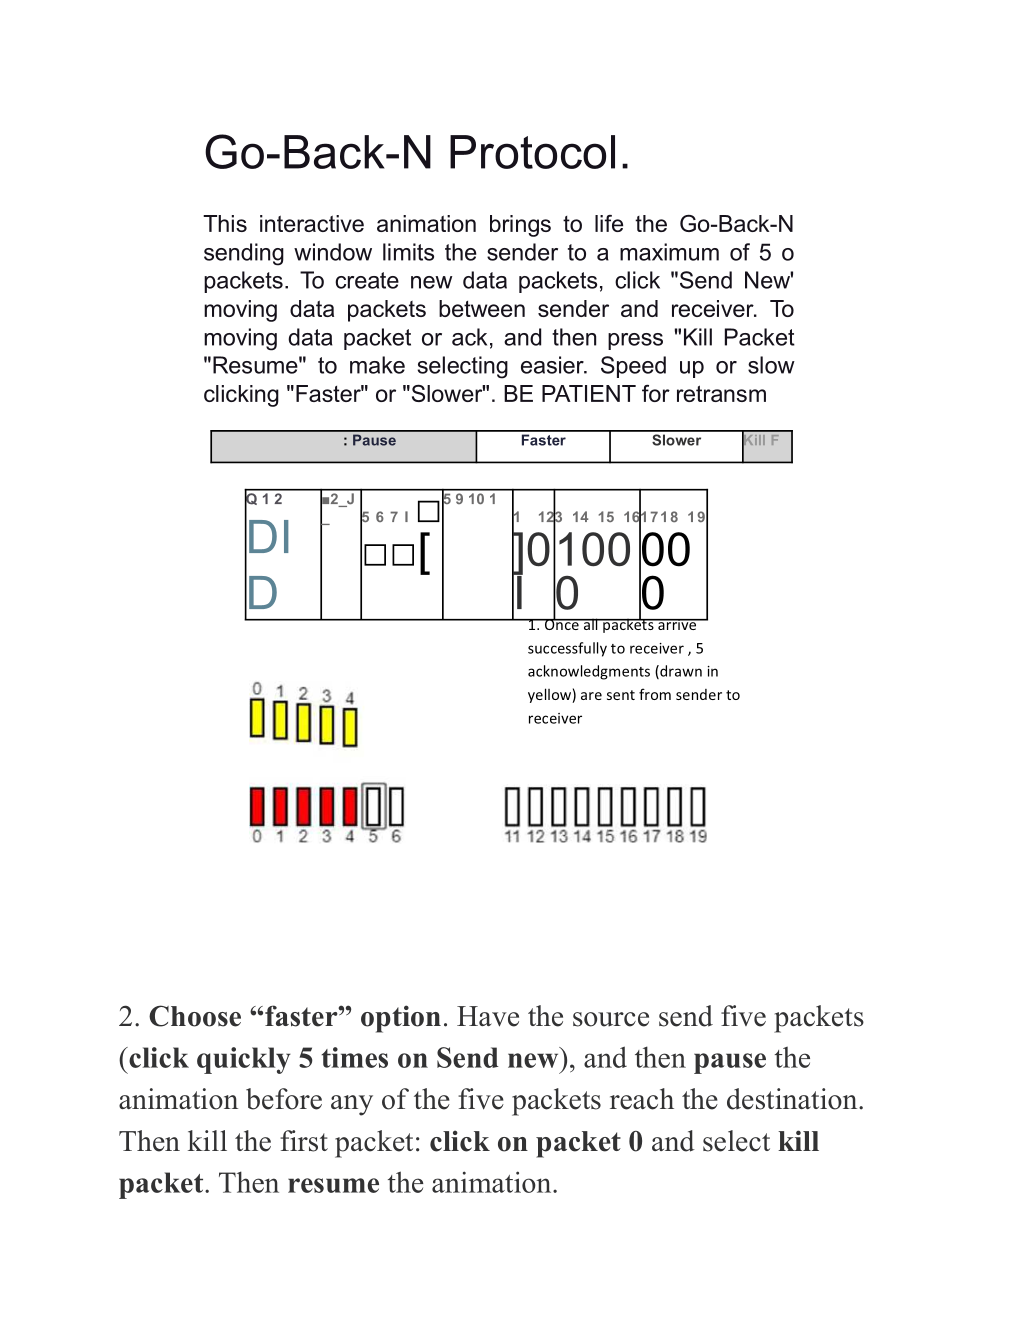 Go-Back-N Protocol.
This interactive animation brings to life the Go-Back-N
sending window limits the sender to a maximum of 5 o
packets. To create new data packets, click "Send New'
moving data packets between sender and receiver. To
moving data packet or ack, and then press "Kill Packet
"Resume" to make selecting easier. Speed up or slow
clicking "Faster" or "Slower". BE PATIENT for retransm
: Pause Faster Slower Kill F
Q 1 2 ■2_J 5 9 10 1
_ 5 6 7 I □ 1 12 3 14 15 16 17 18 19
DI □□[ ]0 100 00
D I 0 0
1. Once all packets arrive
successfully to receiver , 5
acknowledgments (drawn in
yellow) are sent from sender to
receiver
0 1 2 3 4
0 1 2 3 4 5 6 11 12 13 14 15 16 17 18 19
2. Choose “faster” option. Have the source send five packets
(click quickly 5 times on Send new), and then pause the
animation before any of the five packets reach the destination.
Then kill the first packet: click on packet 0 and select kill
packet. Then resume the animation.